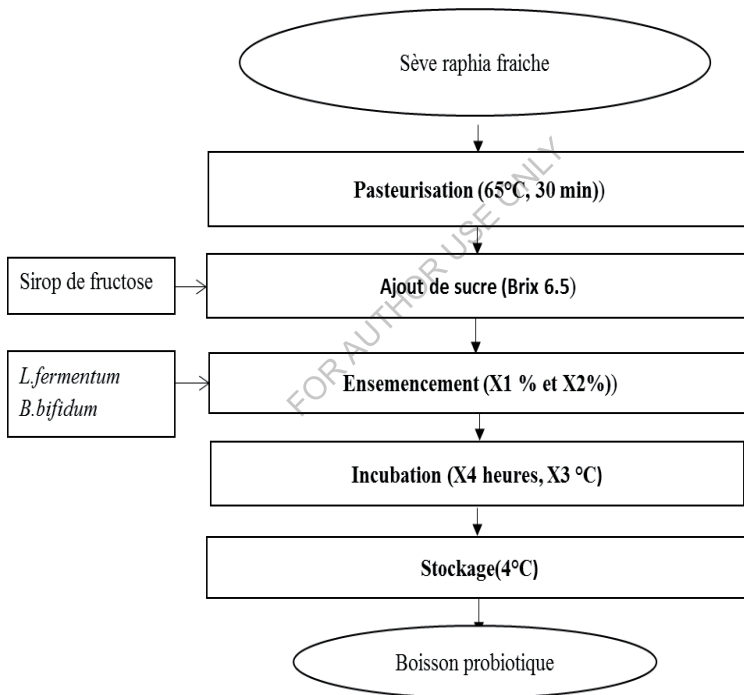 Sève raphia fraiche
Pasteurisation (65°C, 30 min))
Sirop de fructose
Ajout de sucre (Brix 6.5)
L.fermentum
B.bifidum
Ensemencement (X1 % et X2%))
Incubation (X4 heures, X3 °C)
Stockage(4°C)
Boisson probiotique
FOR AUTHOR USE ONLY